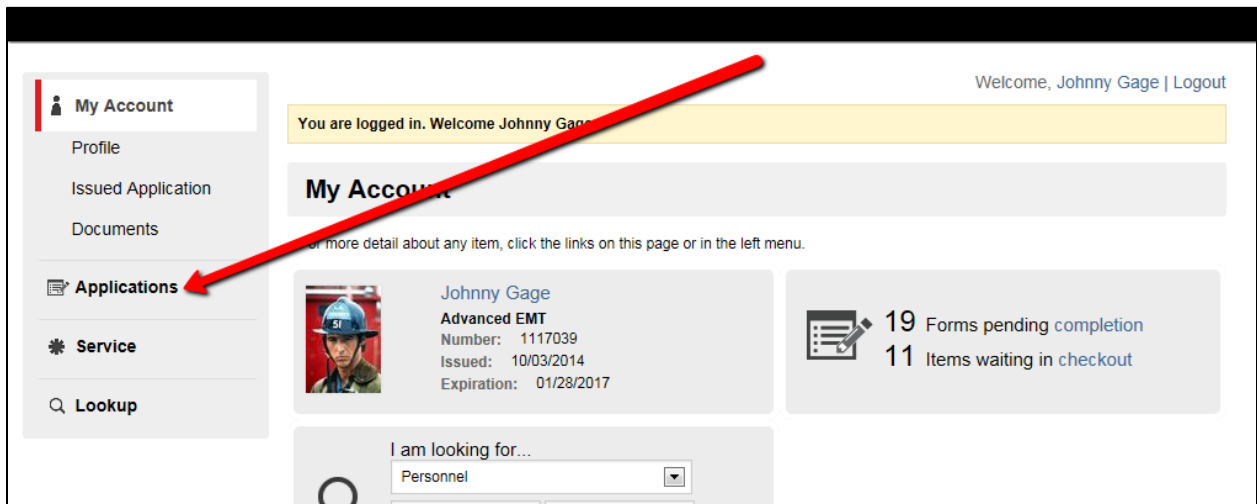 Welcome, Johnny Gage | Logout
My Account
Profile
Issued Application
Documents
Applications
Service
Lookup
You are logged in. Welcome Johnny Gage
My Account
more detail about any item, click the links on this page or in the left menu.
51
Johnny Gage
Advanced EMT
Number: 1117039
Issued: 10/03/2014
Expiration: 01/28/2017
19 Forms pending completion
11 Items waiting in checkout
I am looking for...
Personnel